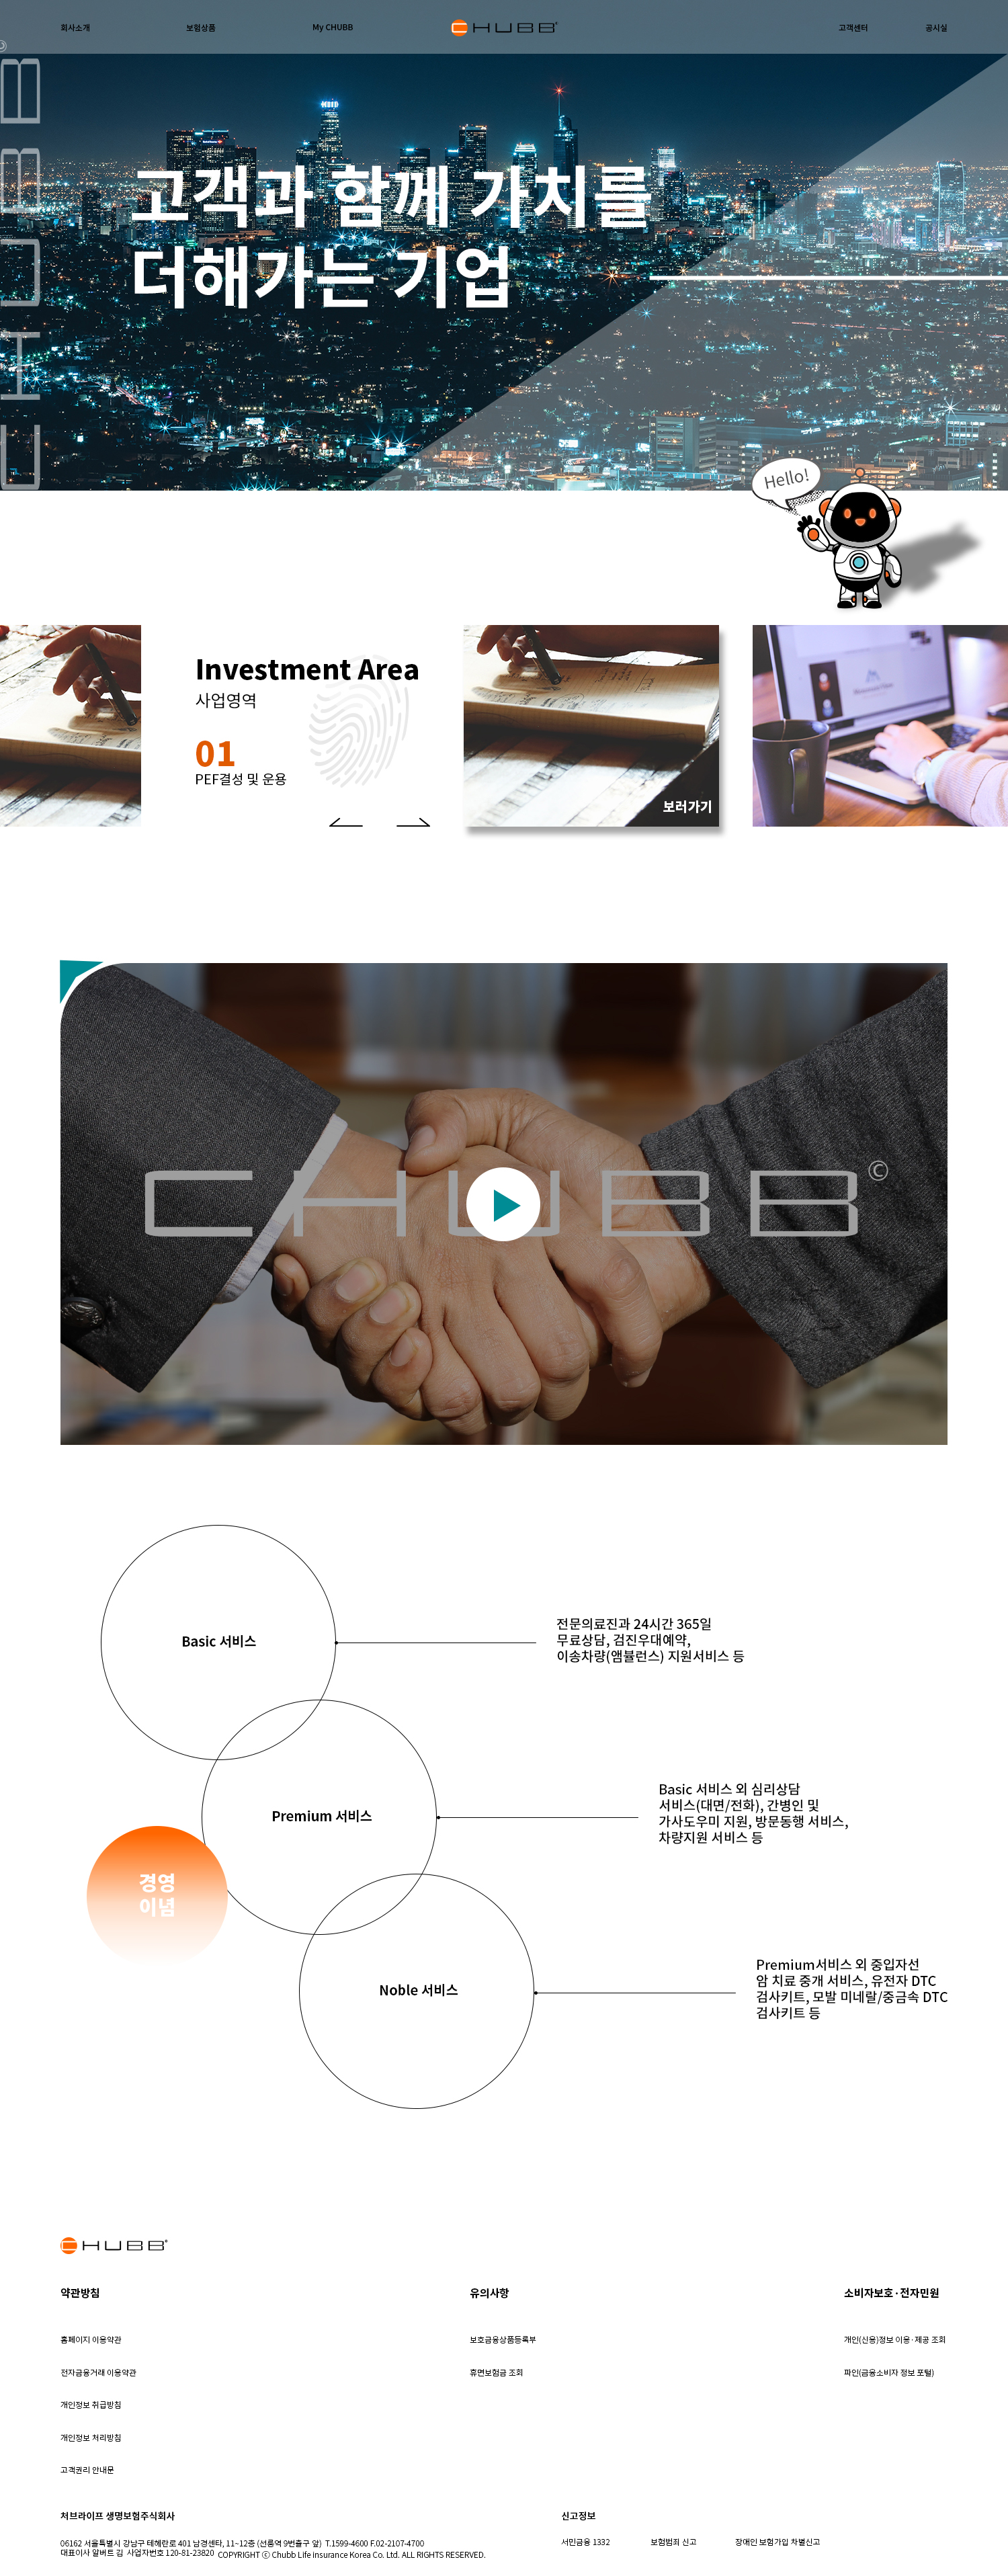 회사소개
보험상품
My CHUBB
CHUBB®
고객센터
공시실
CHUBB©
고객과 함께 가치를
더해가는 기업
Hello!
Investment Area
사업영역
01
PEF결성 및 운용
보러가기
CHUBB©
Basic 서비스
전문의료진과 24시간 365일
무료상담, 검진우대예약,
이송차량(앰뷸런스) 지원서비스 등
Premium 서비스
Basic 서비스 외 심리상담
서비스(대면/전화), 간병인 및
가사도우미 지원, 방문동행 서비스,
차량지원 서비스 등
경영
이념
Noble 서비스
Premium서비스 외 중입자선
암 치료 중개 서비스, 유전자 DTC
검사키트, 모발 미네랄/중금속 DTC
검사키트 등
CHUBB®
약관방침
홈페이지 이용약관
전자금융거래 이용약관
개인정보 취급방침
개인정보 처리방침
고객권리 안내문
유의사항
보호금융상품등록부
휴면보험금 조회
소비자보호·전자민원
개인(신용)정보 이용·제공 조회
파인(금융소비자 정보 포털)
처브라이프 생명보험주식회사
06162 서울특별시 강남구 테헤란로 401 남경센타, 11~12층 (선릉역 9번출구 앞) T.1599-4600 F.02-2107-4700
대표이사 알버트 김 사업자번호 120-81-23820 COPYRIGHT ⓒ Chubb Life Insurance Korea Co. Ltd. ALL RIGHTS RESERVED.
신고정보
서민금융 1332
보험범죄 신고
장애인 보험가입 차별신고